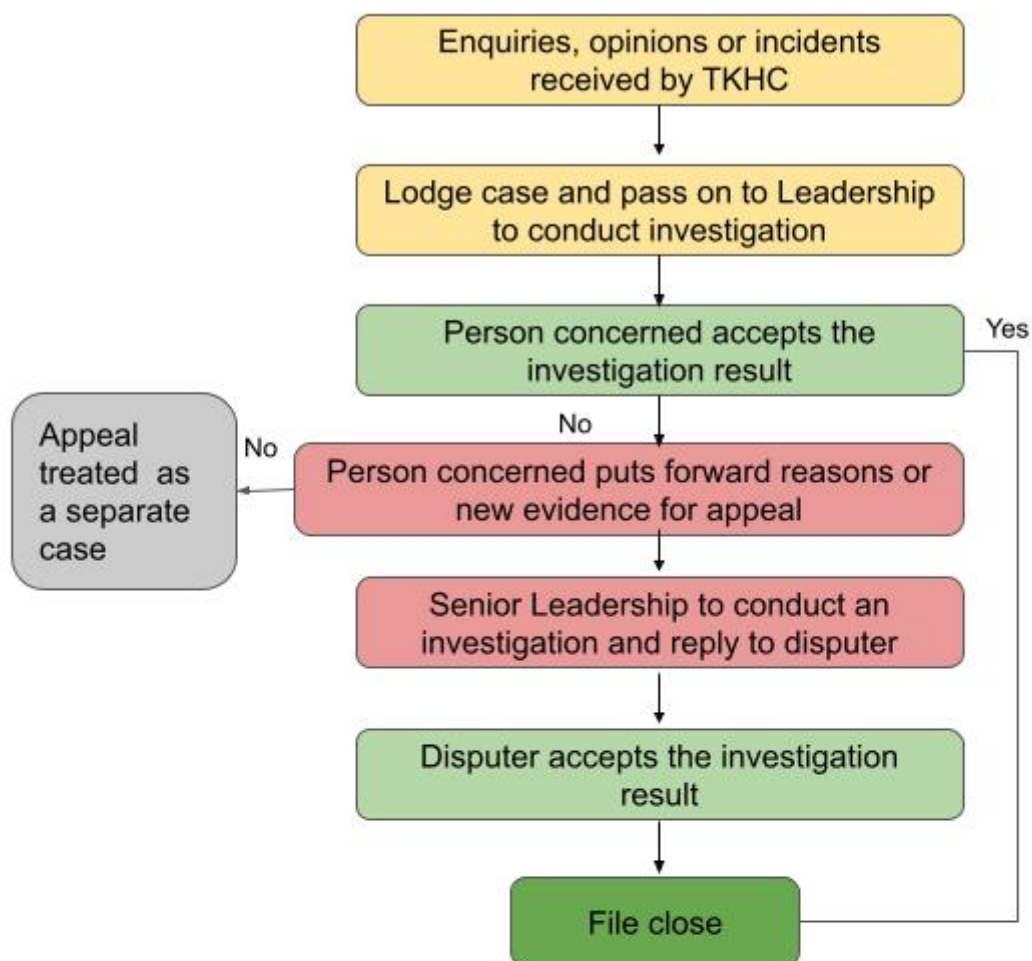 Enquiries, opinions or incidents
received by TKHC
Lodge case and pass on to Leadership
to conduct investigation
Person concerned accepts the
investigation result
Yes
No
Appeal
treated as
a separate
case
No
Person concerned puts forward reasons or
new evidence for appeal
Senior Leadership to conduct an
investigation and reply to disputer
Disputer accepts the investigation
result
File close